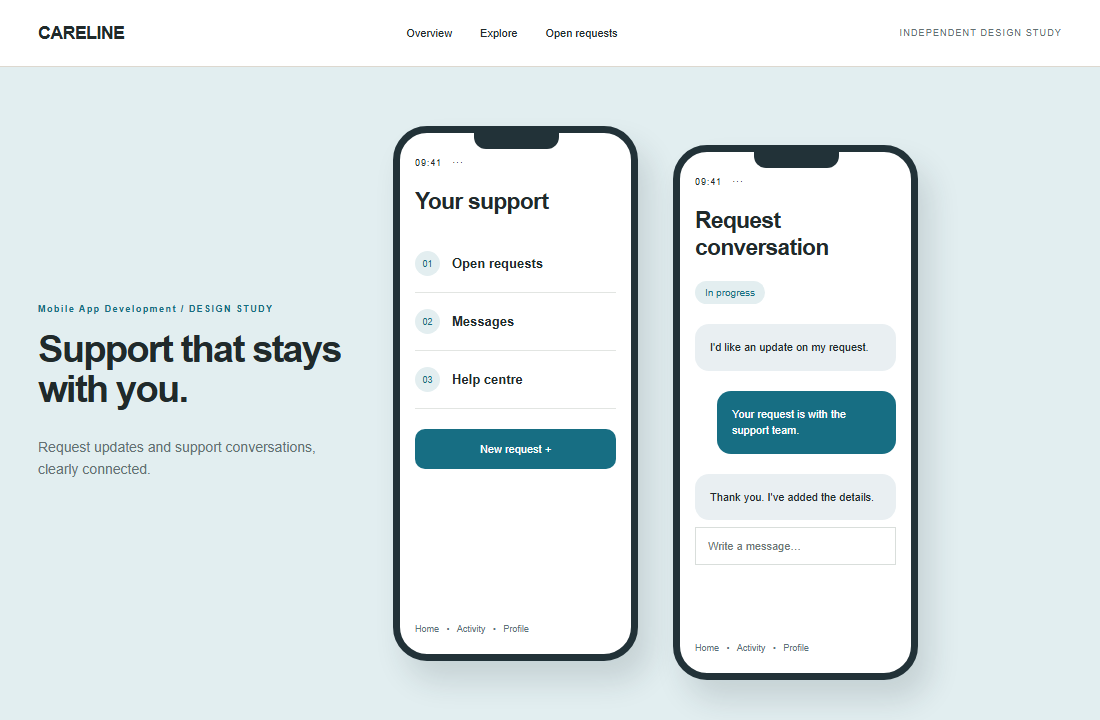 CARELINE
Overview
Explore
Open requests
INDEPENDENT DESIGN STUDY
Mobile App Development / DESIGN STUDY
Support that stays
with you.
Request updates and support conversations,
clearly connected.
09:41 ···
Your support
01 Open requests
02 Messages
03 Help centre
New request +
Home • Activity • Profile
09:41 ···
Request
conversation
In progress
I'd like an update on my request.
Your request is with the
support team.
Thank you. I've added the details.
Write a message…
Home • Activity • Profile